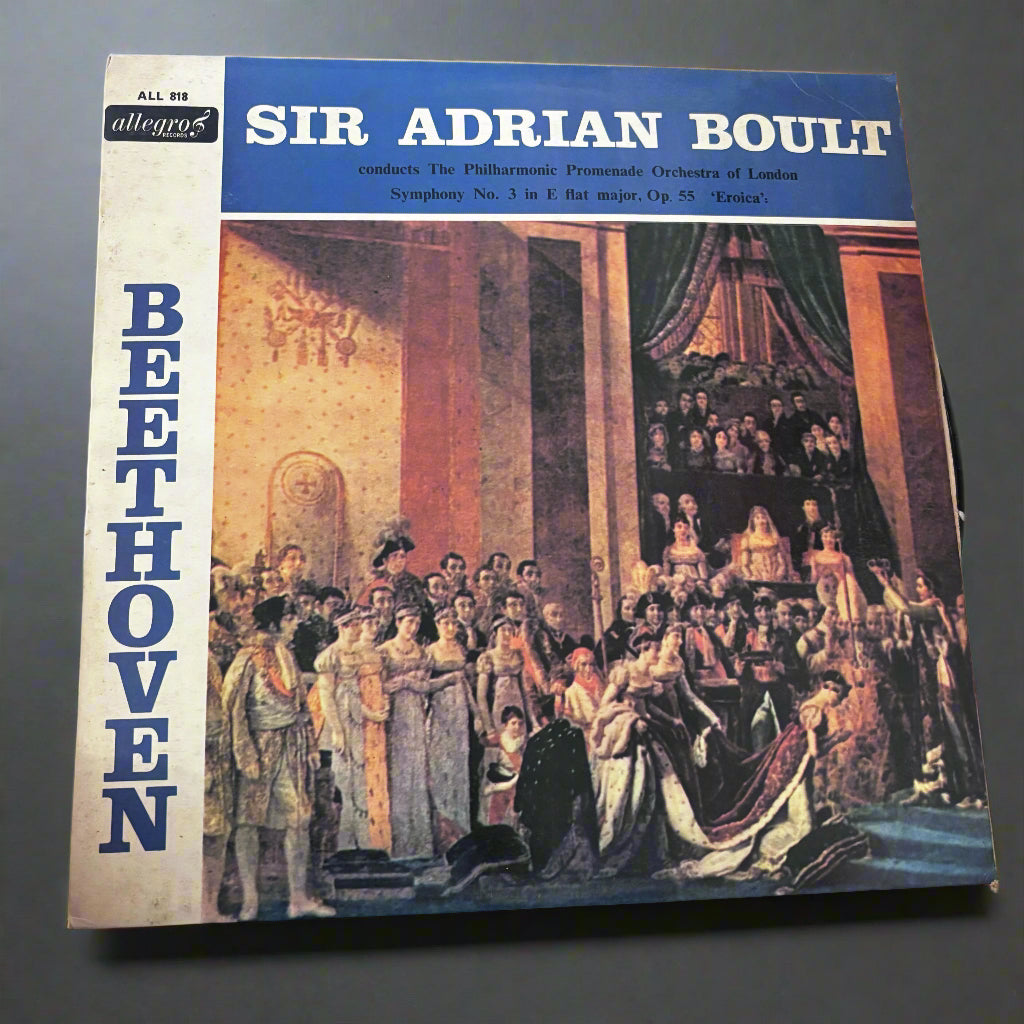 ALL 818
allegro
RECORDS
SIR ADRIAN BOULT
conducts The Philharmonic Promenade Orchestra of London
Symphony No. 3 in E flat major, Op. 55 'Eroica':
BEETHOVEN